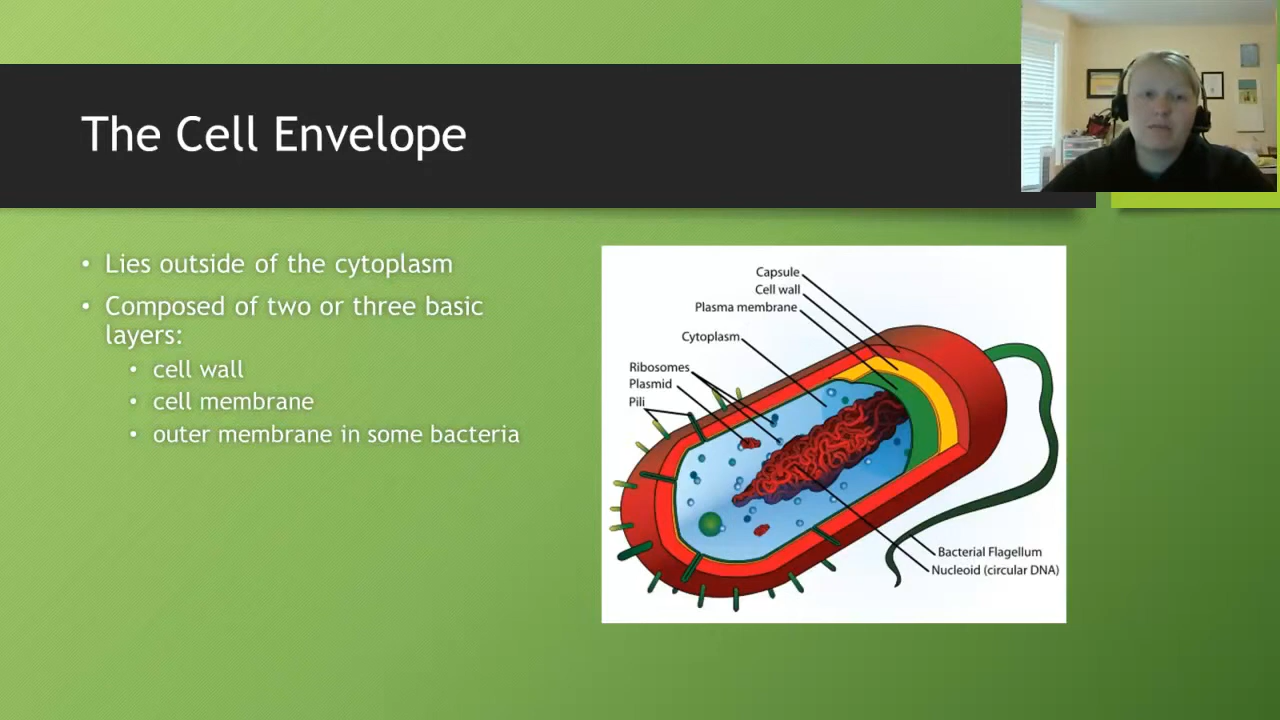 The Cell Envelope
• Lies outside of the cytoplasm
• Composed of two or three basic
layers:
• cell wall
• cell membrane
• outer membrane in some bacteria
Capsule
Cell wall
Plasma membrane
Cytoplasm
Ribosomes
Plasmid
Pili
Bacterial Flagellum
Nucleoid (circular DNA)